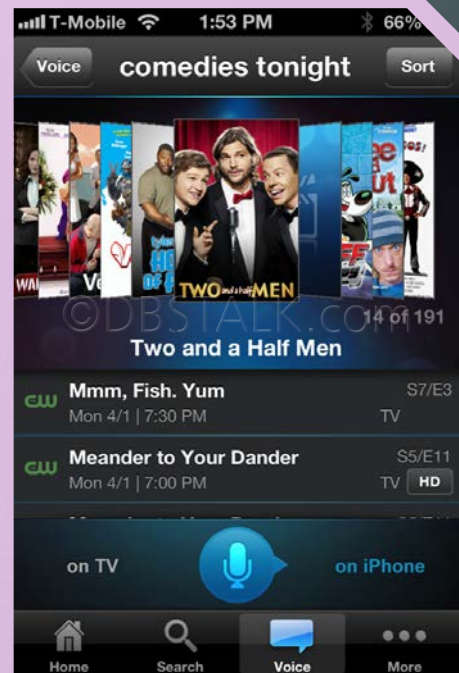 T-Mobile 1:53 PM 66%
Voice comedies tonight Sort
TWO and a half MEN
©DBSTALK.com
14 of 191
Two and a Half Men
CW Mmm, Fish. Yum S7/E3
Mon 4/1 | 7:30 PM TV
CW Meander to Your Dander S5/E11
Mon 4/1 | 7:00 PM TV HD
on TV on iPhone
Home Search Voice More